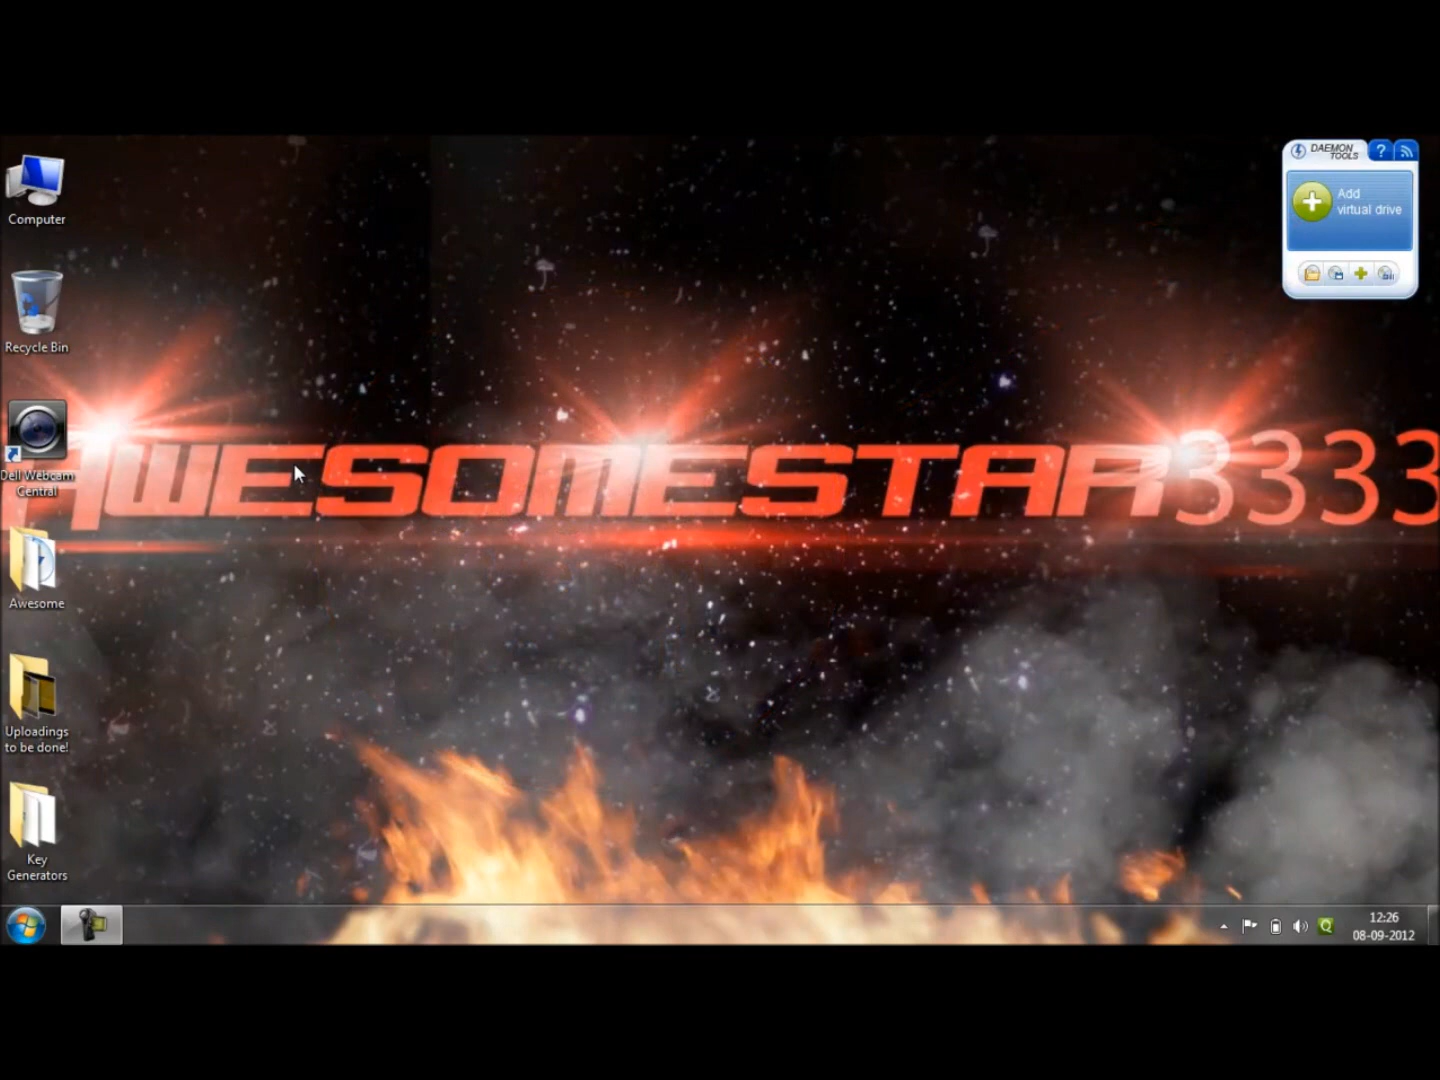 Computer
Recycle Bin
Dell Webcam
Central
Awesome
Uploadings
to be done!
Key
Generators
AWESOMESTAR3333
DAEMON
TOOLS
?
Add
virtual drive
Q
12:26
08-09-2012